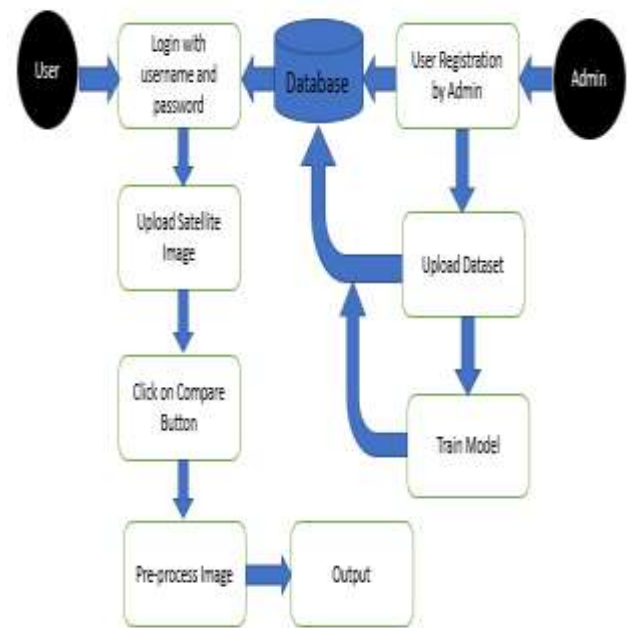 User
Login with
username and
password
Database
User Registration
by Admin
Admin
Upload Satellite
Image
Upload Dataset
Click on Compare
Button
Train Model
Pre-process Image
Output